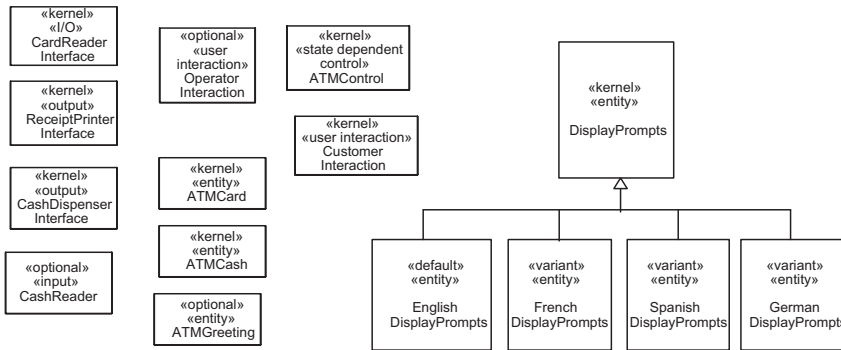 «kernel»
«I/O»
CardReader
Interface
«kernel»
«output»
ReceiptPrinter
Interface
«kernel»
«output»
CashDispenser
Interface
«optional»
«input»
CashReader
«optional»
«user
interaction»
Operator
Interaction
«kernel»
«entity»
ATMCard
«kernel»
«entity»
ATMCash
«optional»
«entity»
ATMGreeting
«kernel»
«state dependent
control»
ATMControl
«kernel»
«user interaction»
Customer
Interaction
«kernel»
«entity»
DisplayPrompts
«default»
«entity»
English
DisplayPrompts
«variant»
«entity»
French
DisplayPrompts
«variant»
«entity»
Spanish
DisplayPrompts
«variant»
«entity»
German
DisplayPrompts